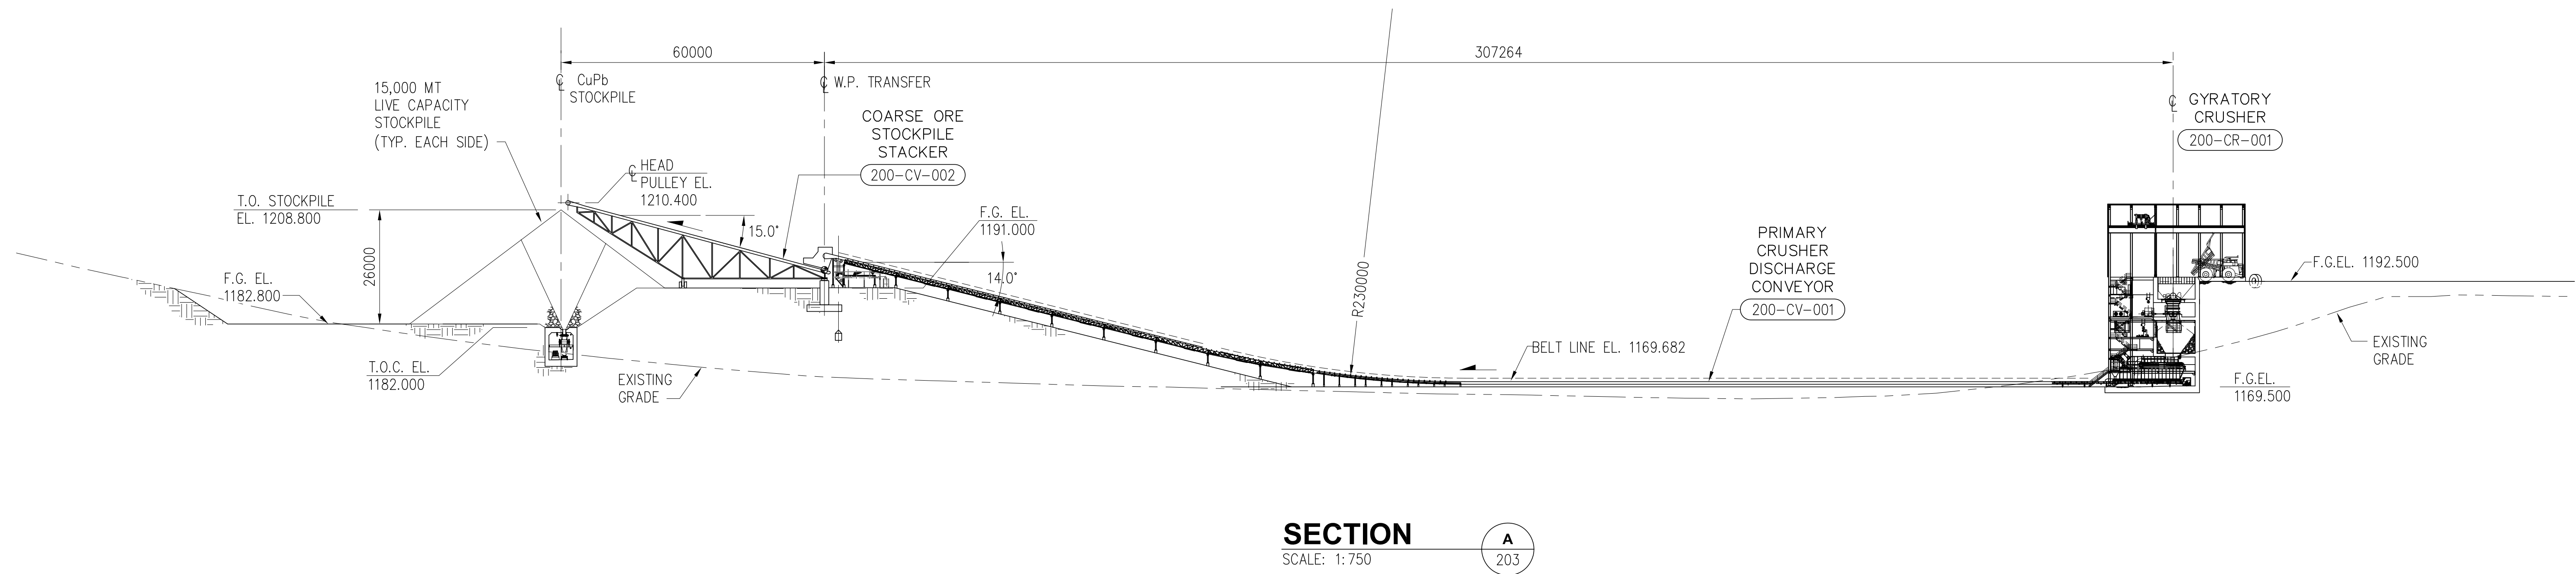 60000
307264
15,000 MT
LIVE CAPACITY
STOCKPILE
(TYP. EACH SIDE)
CuPb
STOCKPILE
W.P. TRANSFER
COARSE ORE
STOCKPILE
STACKER
200-CV-002
GYRATORY
CRUSHER
200-CR-001
HEAD
PULLEY EL.
1210.400
T.O. STOCKPILE
EL. 1208.800
26000
15.0°
F.G. EL.
1191.000
14.0°
R230000
PRIMARY
CRUSHER
DISCHARGE
CONVEYOR
200-CV-001
F.G.EL. 1192.500
F.G. EL.
1182.800
T.O.C. EL.
1182.000
EXISTING
GRADE
BELT LINE EL. 1169.682
EXISTING
GRADE
F.G.EL.
1169.500
SECTION
SCALE: 1:750
A
203